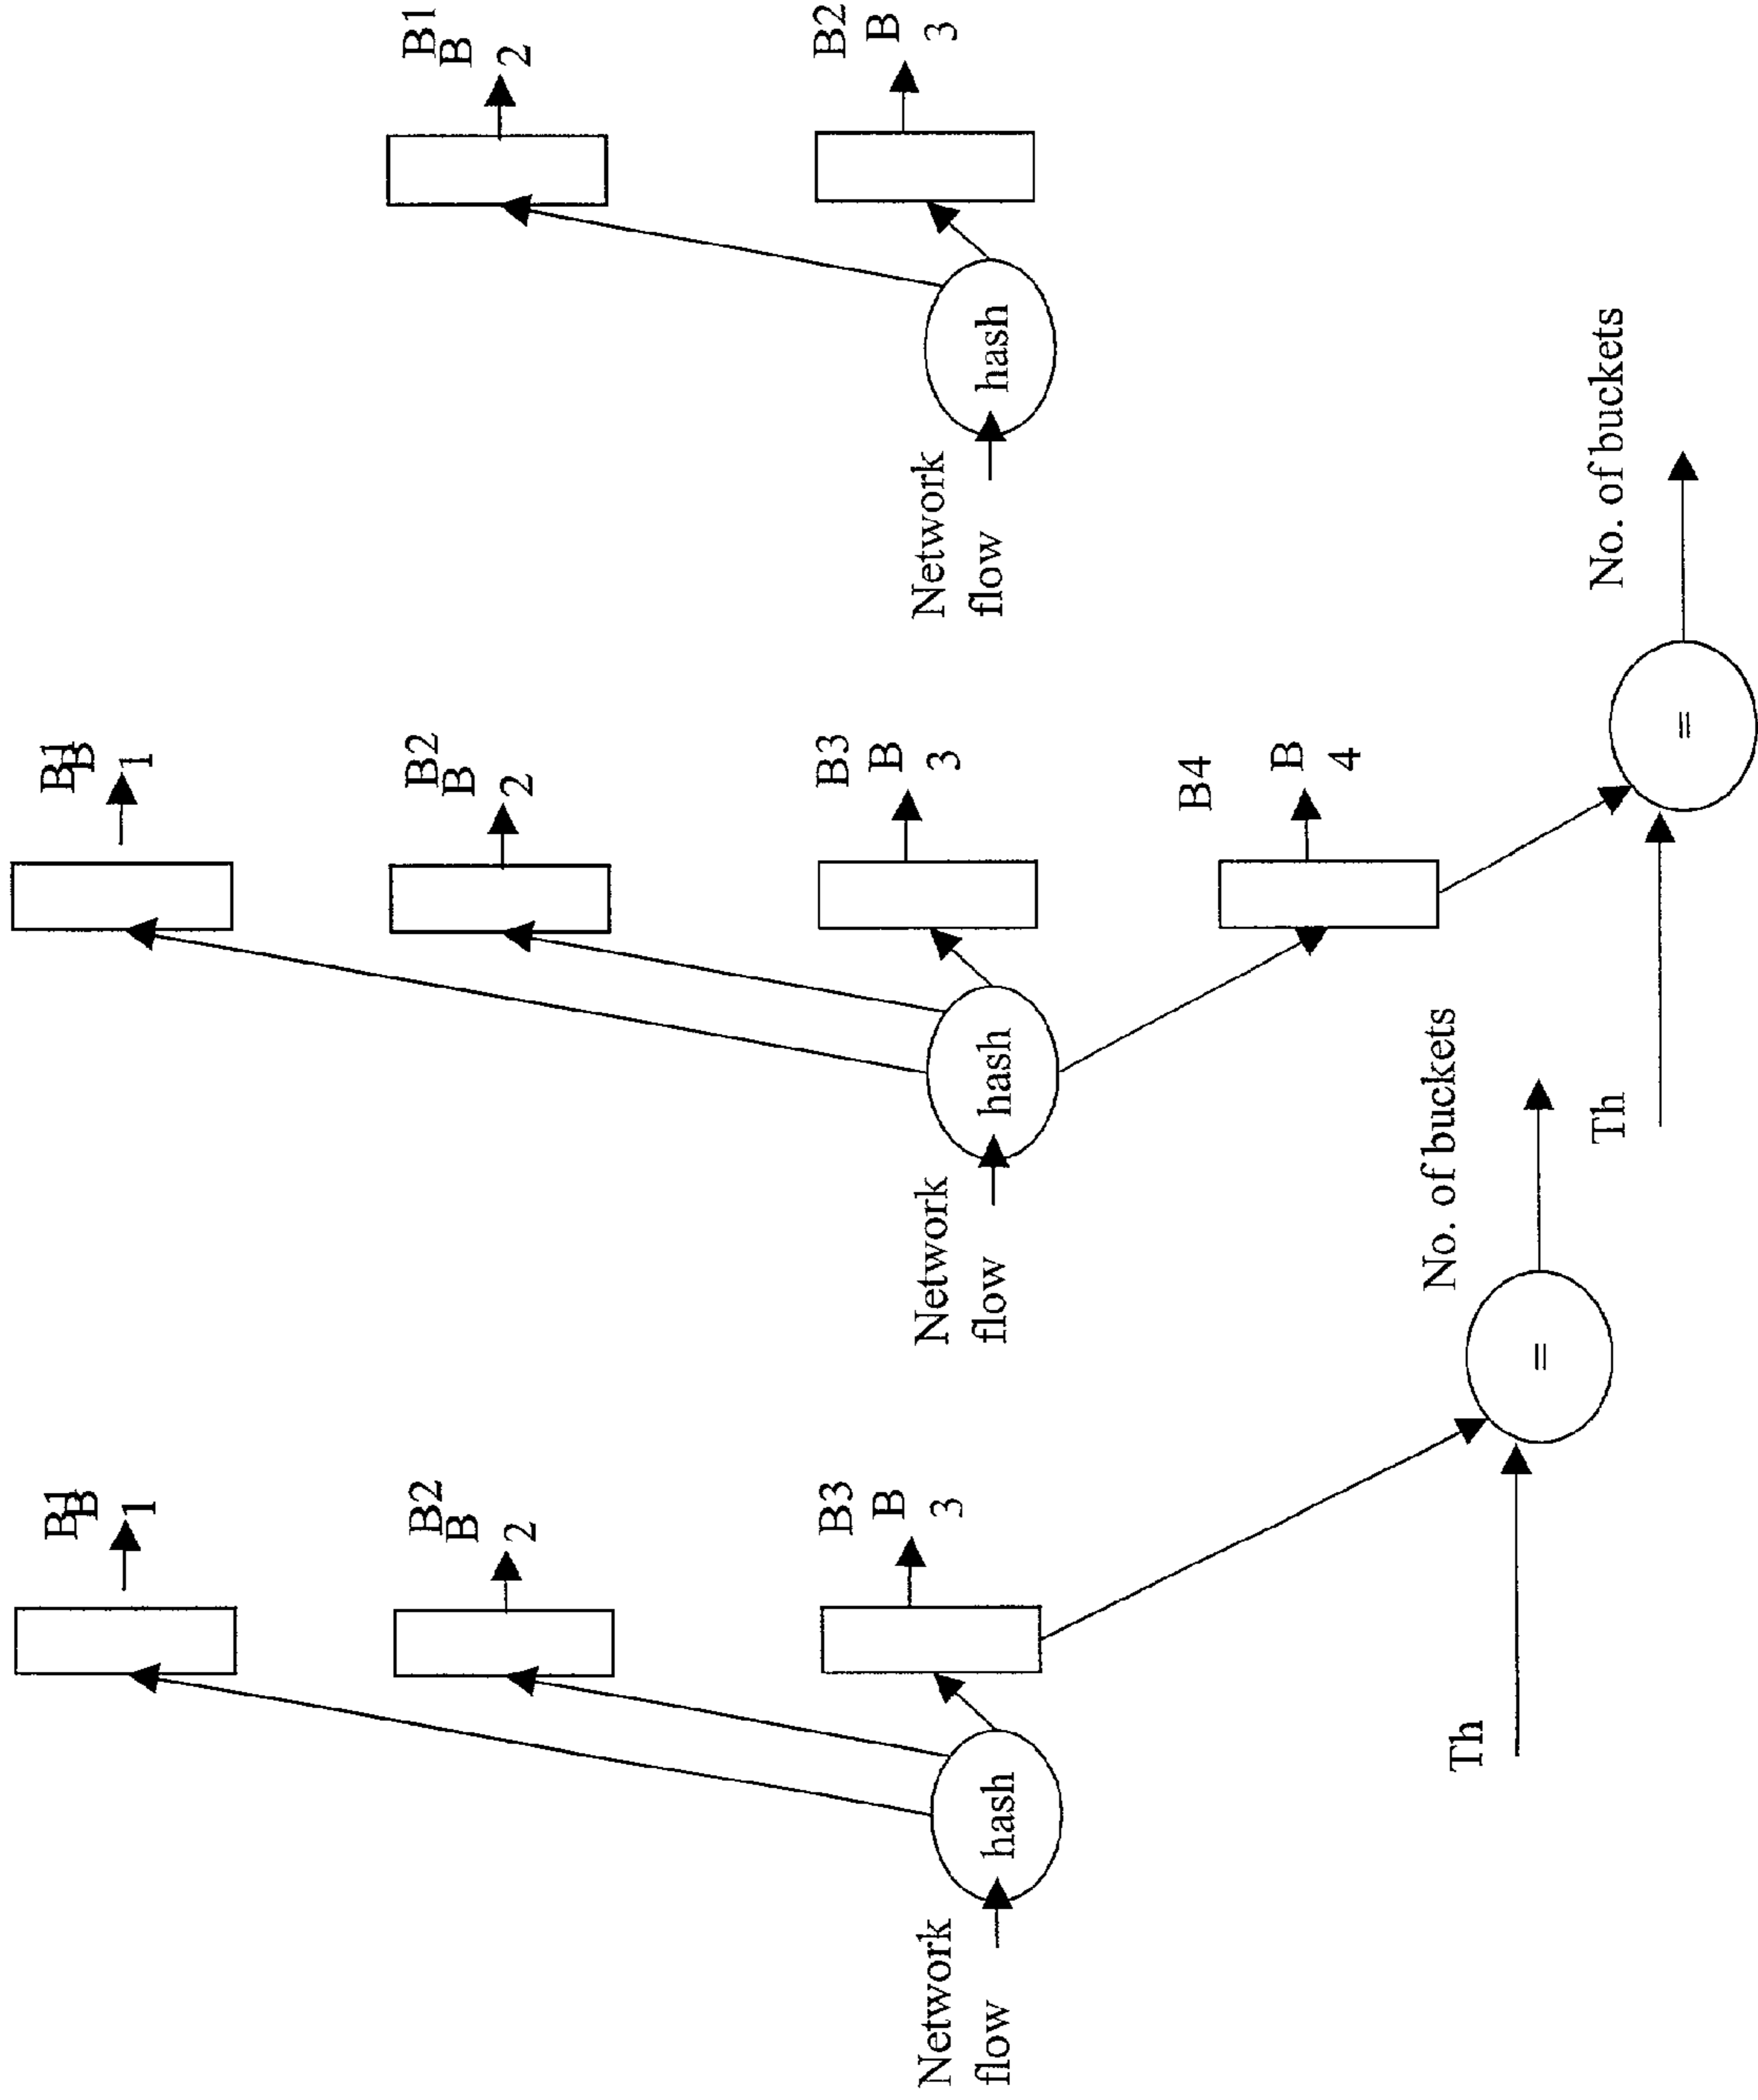 B1
B
1
B2
B
2
B3
B
3
Network
flow
hash
No. of buckets
Th
=
B1
B
1
B2
B
2
B3
B
3
Network
flow
hash
B4
B
4
No. of buckets
Th
=
B1
B
2
B2
B
3
Network
flow
hash